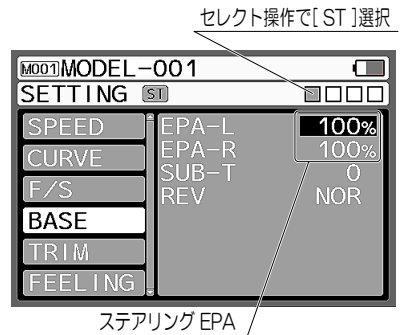 セレクト操作で[ ST ]選択
M001 MODEL-001
SETTING ST
SPEED
CURVE
F/S
BASE
TRIM
FEELING
EPA-L 100%
EPA-R 100%
SUB-T 0
REV NOR
ステアリング EPA